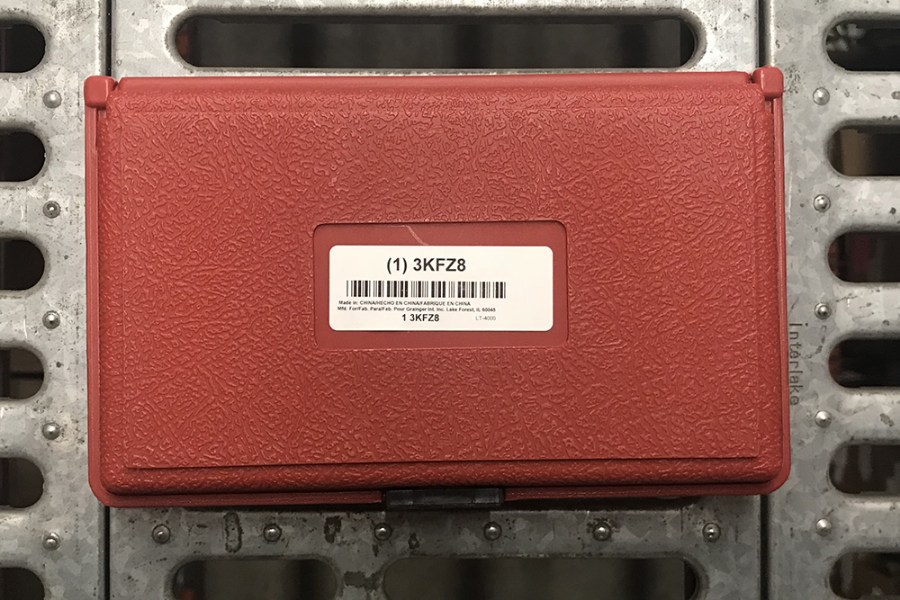 (1) 3KFZ8
Made in: CHINA/HECHO EN CHINA/FABRIQUE EN CHINA
Mfd. For/Fab. Para/Fab. Pour Grainger Int. Inc. Lake Forest, IL 60045
1 3KFZ8 LT-4000
interlake